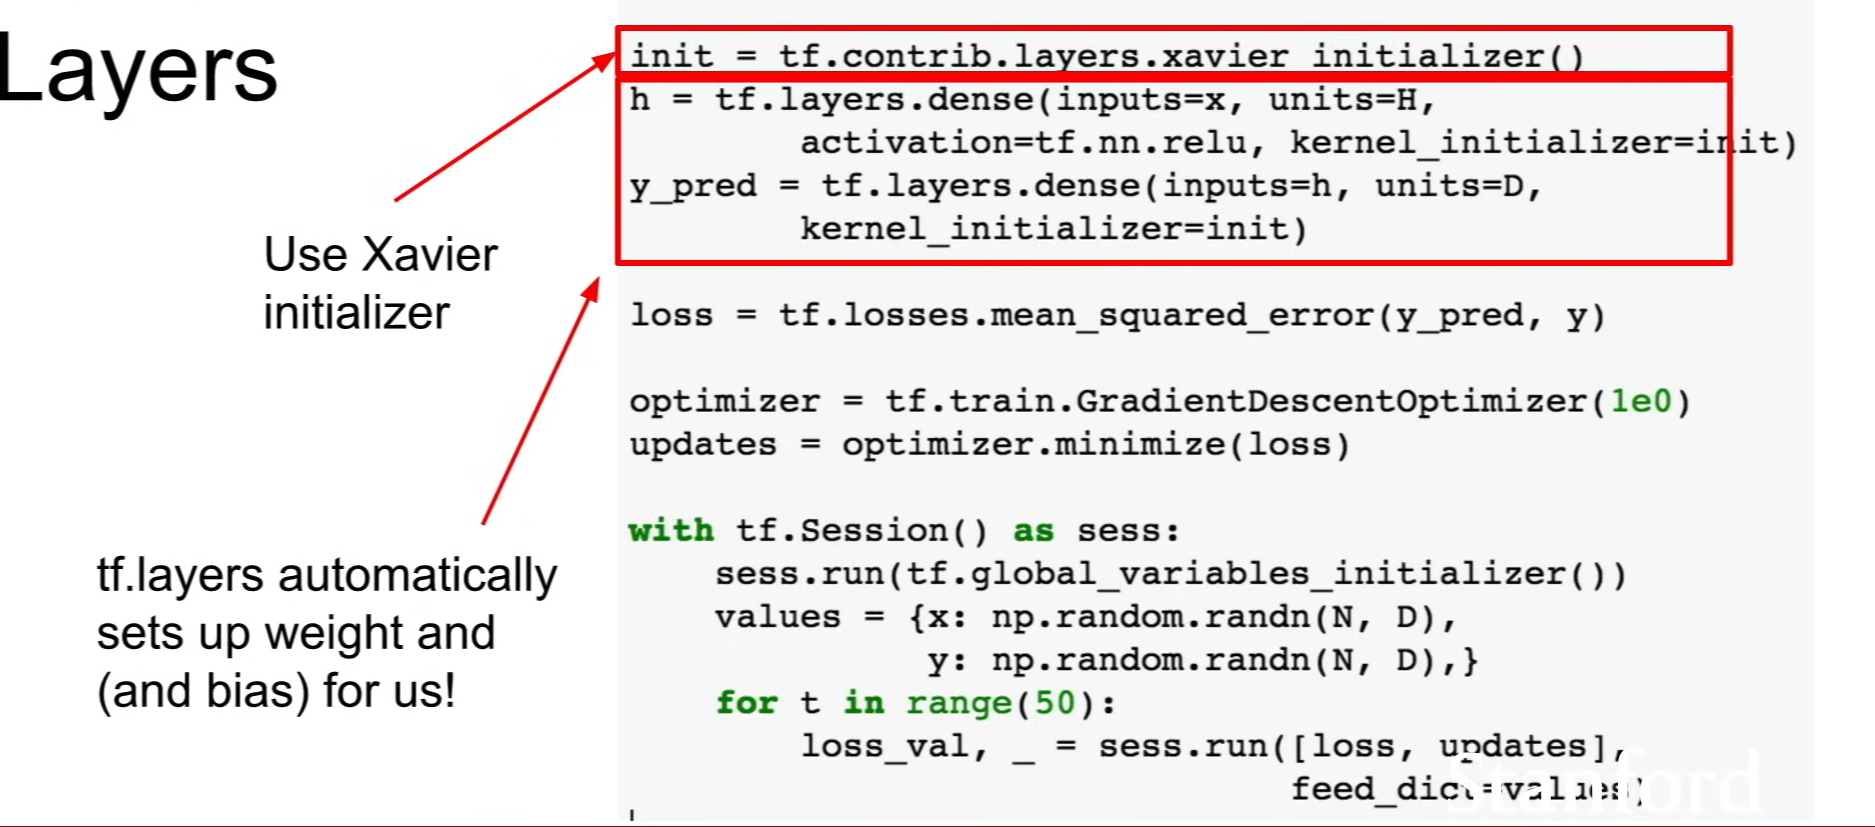 Layers
init = tf.contrib.layers.xavier_initializer()
h = tf.layers.dense(inputs=x, units=H,
        activation=tf.nn.relu, kernel_initializer=init)
y_pred = tf.layers.dense(inputs=h, units=D,
        kernel_initializer=init)
Use Xavier
initializer
loss = tf.losses.mean_squared_error(y_pred, y)
optimizer = tf.train.GradientDescentOptimizer(1e0)
updates = optimizer.minimize(loss)
tf.layers automatically
sets up weight and
(and bias) for us!
with tf.Session() as sess:
    sess.run(tf.global_variables_initializer())
    values = {x: np.random.randn(N, D),
              y: np.random.randn(N, D),}
    for t in range(50):
        loss_val, _ = sess.run([loss, updates],
                               feed_dict=values)
Stanford